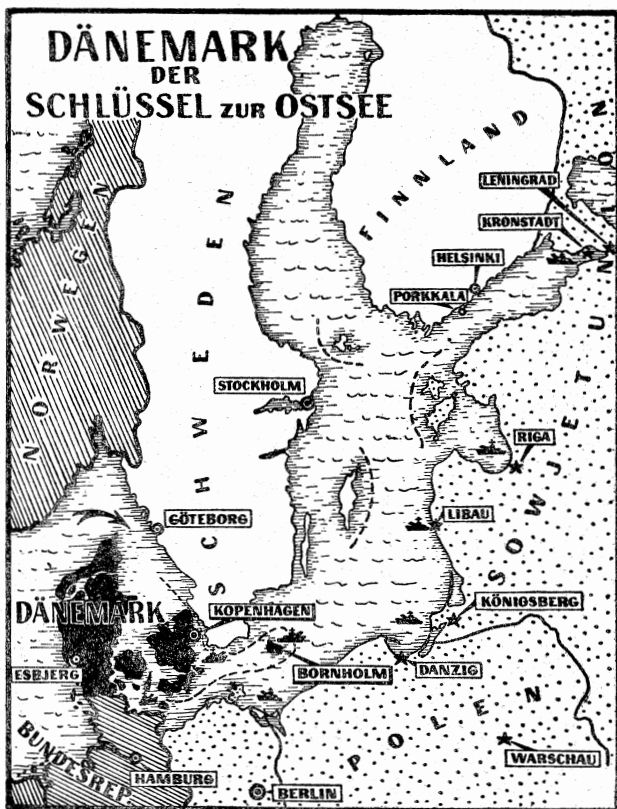 DÄNEMARK
DER
SCHLÜSSEL ZUR OSTSEE
NORWEGEN
SCHWEDEN
FINNLAND
SOWJETUNION
LENINGRAD
KRONSTADT
HELSINKI
PORKKALA
STOCKHOLM
RIGA
GÖTEBORG
LIBAU
DÄNEMARK
KOPENHAGEN
KÖNIGSBERG
ESBJERG
BORNHOLM
DANZIG
POLEN
BUNDESREP.
HAMBURG
WARSCHAU
BERLIN